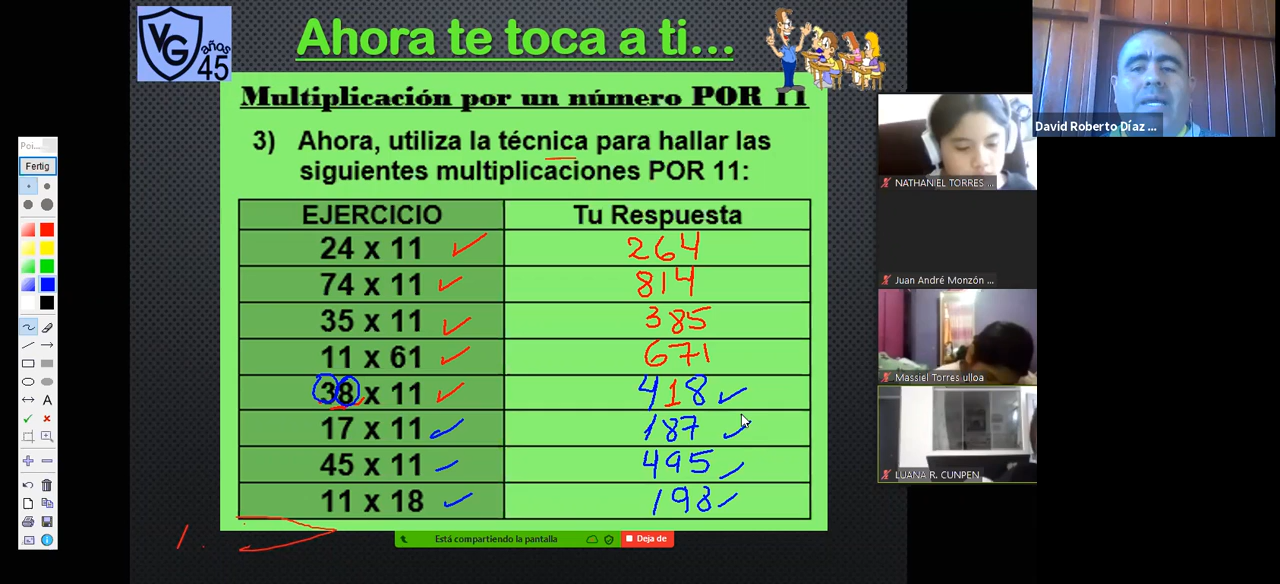 VG
años
45
Ahora te toca a ti...
Multiplicación por un número POR 11
3) Ahora, utiliza la técnica para hallar las
siguientes multiplicaciones POR 11:
EJERCICIO Tu Respuesta
24 x 11 264
74 x 11 814
35 x 11 385
11 x 61 671
38 x 11 418
17 x 11 187
45 x 11 495
11 x 18 198
1.
Está compartiendo la pantalla Deja de
Poi...
Fertig
A
David Roberto Díaz ...
NATHANIEL TORRES ...
Juan André Monzón ...
Massiel Torres ulloa
LUANA R. CUNPEN